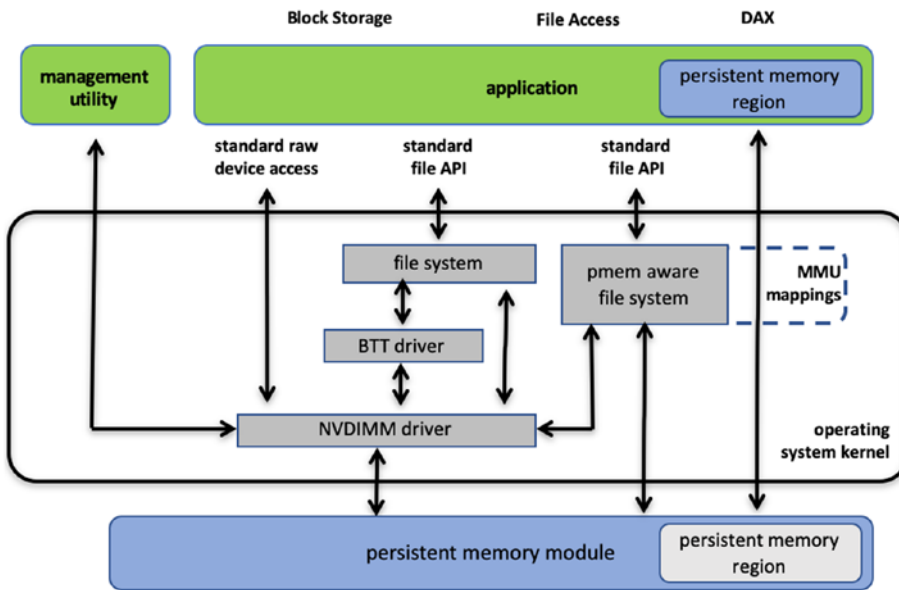 Block Storage
File Access
DAX
management
utility
application
persistent memory
region
standard raw
device access
standard
file API
standard
file API
file system
pmem aware
file system
MMU
mappings
BTT driver
NVDIMM driver
operating
system kernel
persistent memory module
persistent memory
region